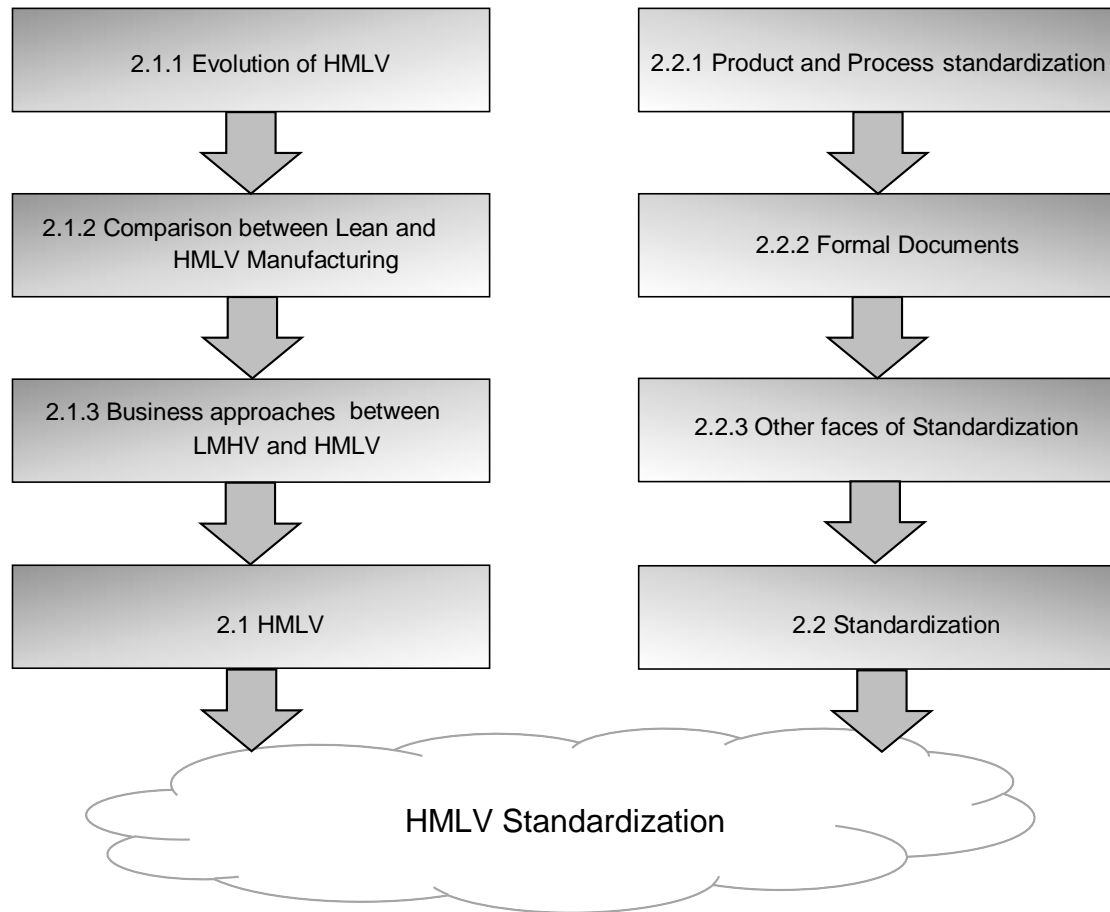 2.1.1 Evolution of HMLV
2.1.2 Comparison between Lean and
HMLV Manufacturing
2.1.3 Business approaches between
LMHV and HMLV
2.1 HMLV
2.2.1 Product and Process standardization
2.2.2 Formal Documents
2.2.3 Other faces of Standardization
2.2 Standardization
HMLV Standardization